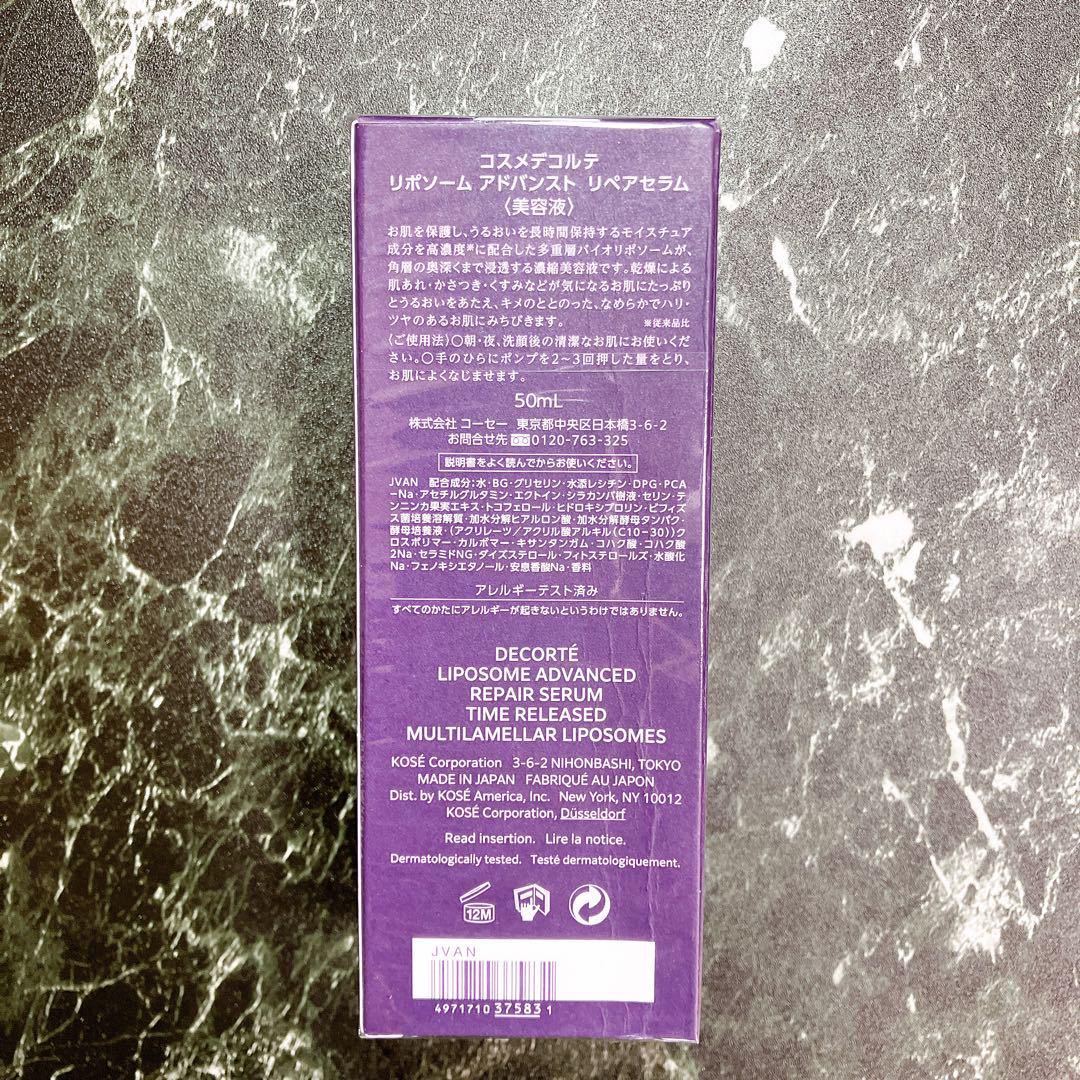 コスメデコルテ
リポソーム アドバンスト リペアセラム
〈美容液〉
お肌を保護し、うるおいを長時間保持するモイスチュア
成分を高濃度※に配合した多重層バイオリポソームが、
角層の奥深くまで浸透する濃縮美容液です。乾燥による
肌あれ・かさつき・くすみなどが気になるお肌にたっぷり
とうるおいをあたえ、キメのととのった、なめらかでハリ・
ツヤのあるお肌にみちびきます。 ※従来品比
〈ご使用法〉○朝・夜、洗顔後の清潔なお肌にお使いくだ
さい。○手のひらにポンプを2～3回押した量をとり、
お肌によくなじませます。
50mL
株式会社 コーセー 東京都中央区日本橋3-6-2
お問合せ先 0120-763-325
説明書をよく読んでからお使いください。
JVAN 配合成分:水・BG・グリセリン・水添レシチン・DPG・PCA
-Na・アセチルグルタミン・エクトイン・シラカンバ樹液・セリン・テ
ンニンカ果実エキス・トコフェロール・ヒドロキシプロリン・ビフィズ
ス菌培養溶解質・加水分解ヒアルロン酸・加水分解酵母タンパク・
酵母培養液・(アクリレーツ/アクリル酸アルキル(C10-30))ク
ロスポリマー・カルボマー・キサンタンガム・コハク酸・コハク酸
2Na・セラミドNG・ダイズステロール・フィトステロールズ・水酸化
Na・フェノキシエタノール・安息香酸Na・香料
アレルギーテスト済み
すべてのかたにアレルギーが起きないというわけではありません。
DECORTÉ
LIPOSOME ADVANCED
REPAIR SERUM
TIME RELEASED
MULTILAMELLAR LIPOSOMES
KOSÉ Corporation 3-6-2 NIHONBASHI, TOKYO
MADE IN JAPAN FABRIQUÉ AU JAPON
Dist. by KOSÉ America, Inc. New York, NY 10012
KOSÉ Corporation, Düsseldorf
Read insertion. Lire la notice.
Dermatologically tested. Testé dermatologiquement.
12M
JVAN
4971710 37583 1